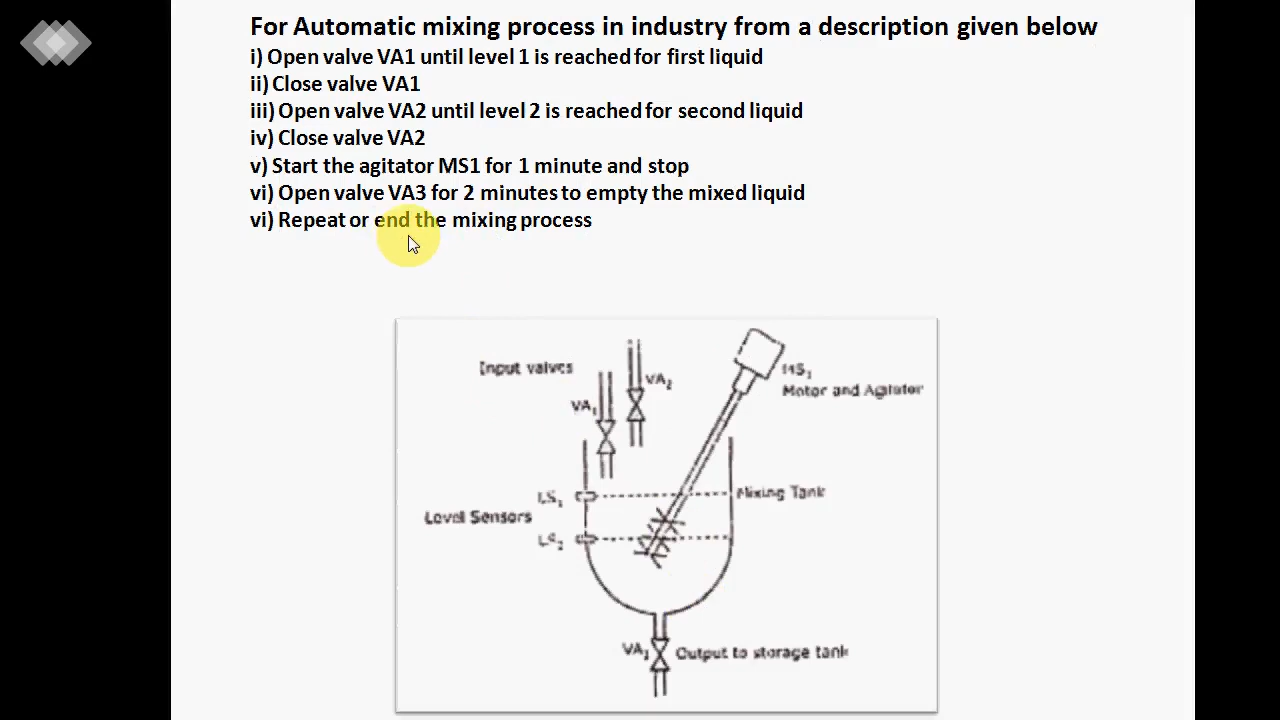 For Automatic mixing process in industry from a description given below
i) Open valve VA1 until level 1 is reached for first liquid
ii) Close valve VA1
iii) Open valve VA2 until level 2 is reached for second liquid
iv) Close valve VA2
v) Start the agitator MS1 for 1 minute and stop
vi) Open valve VA3 for 2 minutes to empty the mixed liquid
vi) Repeat or end the mixing process
Input valves
VA₂
MS₁
Motor and Agitator
VA₁
LS₁
Mixing Tank
Level Sensors
LS₂
Output to storage tank